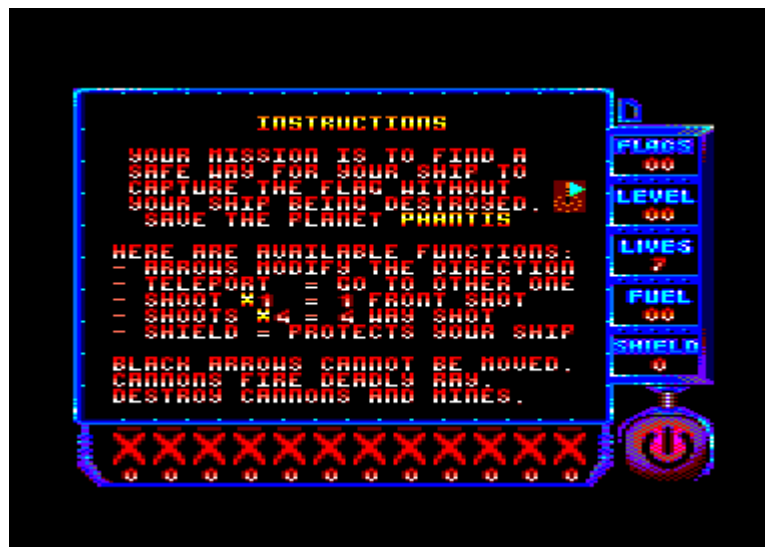 INSTRUCTIONS
YOUR MISSION IS TO FIND A
SAFE WAY FOR YOUR SHIP TO
CAPTURE THE FLAG WITHOUT
YOUR SHIP BEING DESTROYED.
SAVE THE PLANET PHANTIS
HERE ARE AVAILABLE FUNCTIONS:
- ARROWS MODIFY THE DIRECTION
- TELEPORT = GO TO OTHER ONE
- SHOOT *1 = 1 FRONT SHOT
- SHOOTS *4 = 4 WAY SHOT
- SHIELD = PROTECTS YOUR SHIP
BLACK ARROWS CANNOT BE MOVED.
CANNONS FIRE DEADLY RAY.
DESTROY CANNONS AND MINES.
D
FLAGS
00
LEVEL
00
LIVES
7
FUEL
00
SHIELD
0
X X X X X X X X X X X X
0 0 0 0 0 0 0 0 0 0 0 0